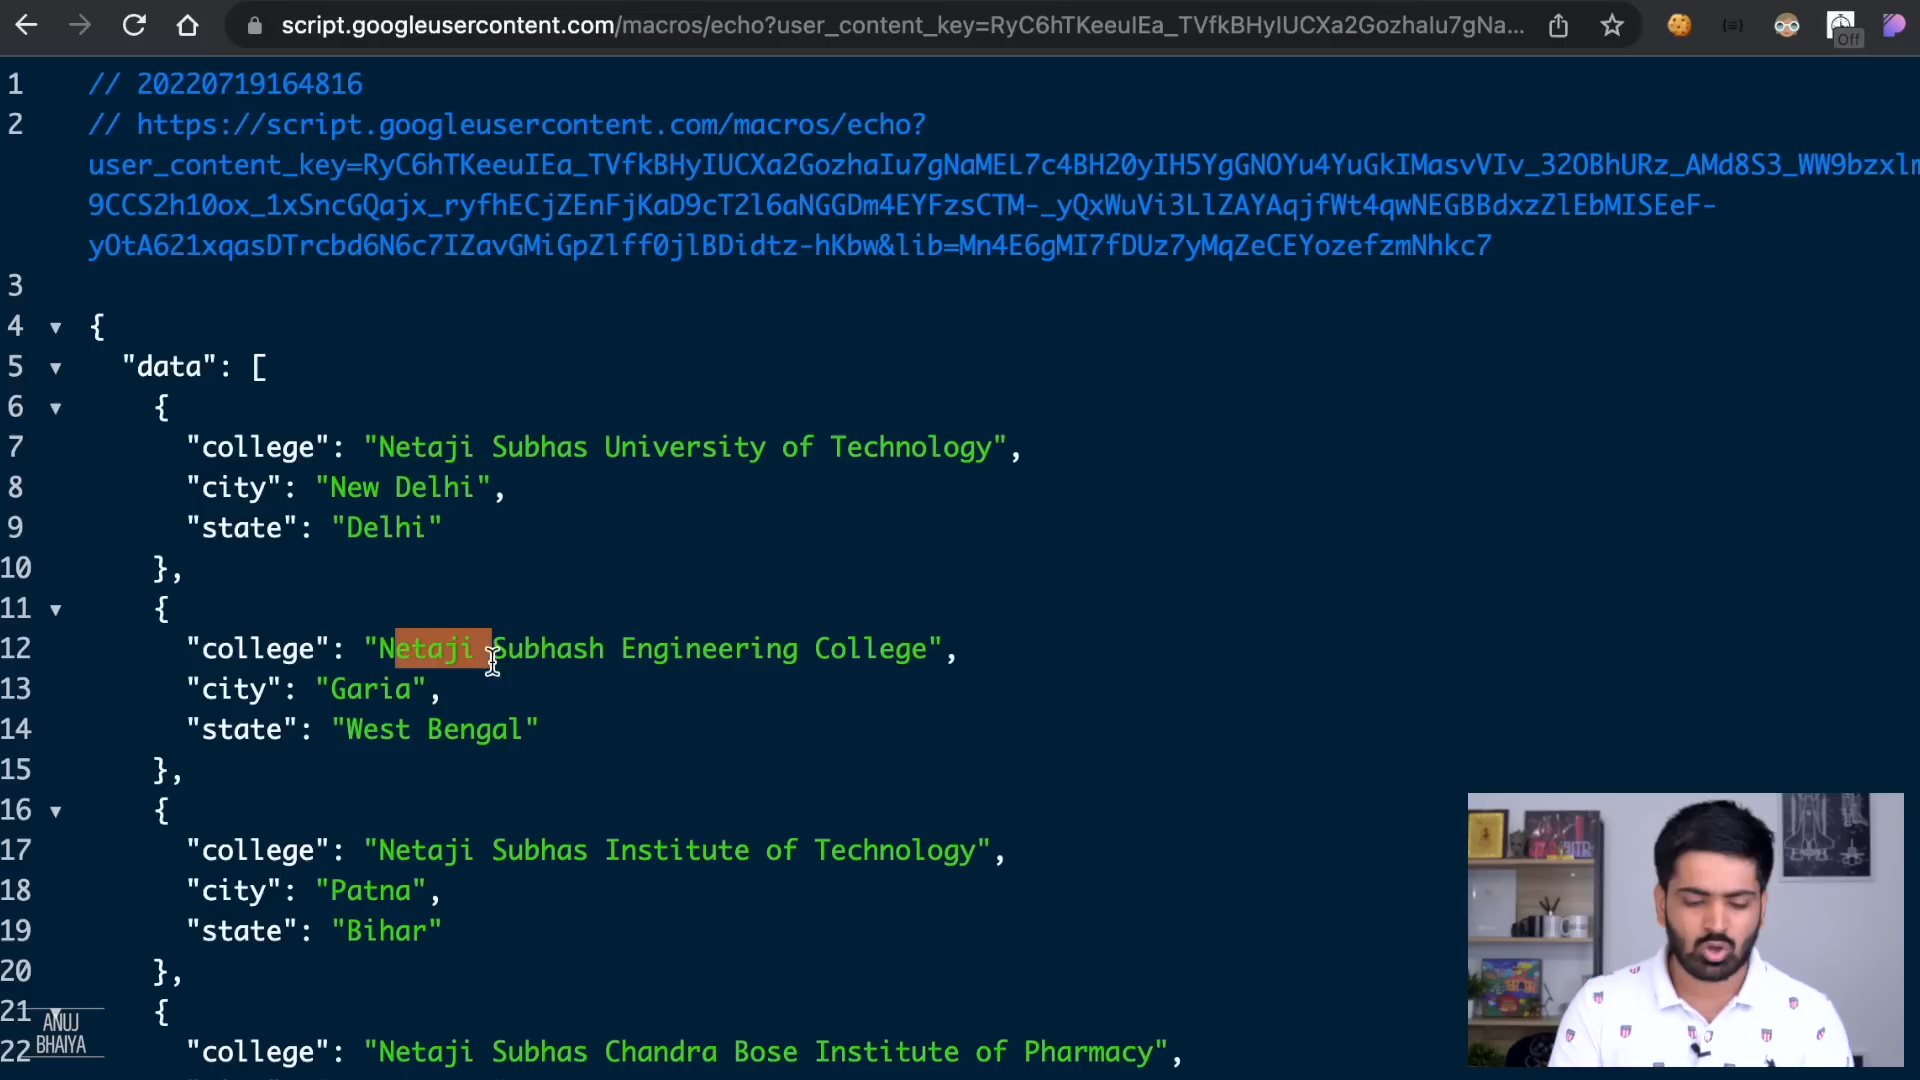 script.googleusercontent.com/macros/echo?user_content_key=RyC6hTKeeuIEa_TVfkBHyIUCXa2GozhaIu7gNa...
Off
1 // 20220719164816
2 // https://script.googleusercontent.com/macros/echo?
user_content_key=RyC6hTKeeuIEa_TVfkBHyIUCXa2GozhaIu7gNaMEL7c4BH20yIH5YgGNOYu4YuGkIMasvVIv_32OBhURz_AMd8S3_WW9bzxlm
9CCS2h10ox_1xSncGQajx_ryfhECjZEnFjKaD9cT2l6aNGGDm4EYFzsCTM-_yQxWuVi3LlZAYAqjfWt4qwNEGBBdxzZlEbMISEeF-
yOtA621xqasDTrcbd6N6c7IZavGMiGpZlff0jlBDidtz-hKbw&lib=Mn4E6gMI7fDUz7yMqZeCEYozefzmNhkc7
3
4 {
5 "data": [
6 {
7 "college": "Netaji Subhas University of Technology",
8 "city": "New Delhi",
9 "state": "Delhi"
10 },
11 {
12 "college": "Netaji Subhash Engineering College",
13 "city": "Garia",
14 "state": "West Bengal"
15 },
16 {
17 "college": "Netaji Subhas Institute of Technology",
18 "city": "Patna",
19 "state": "Bihar"
20 },
21 {
22 "college": "Netaji Subhas Chandra Bose Institute of Pharmacy",
ANUJ
BHAIYA